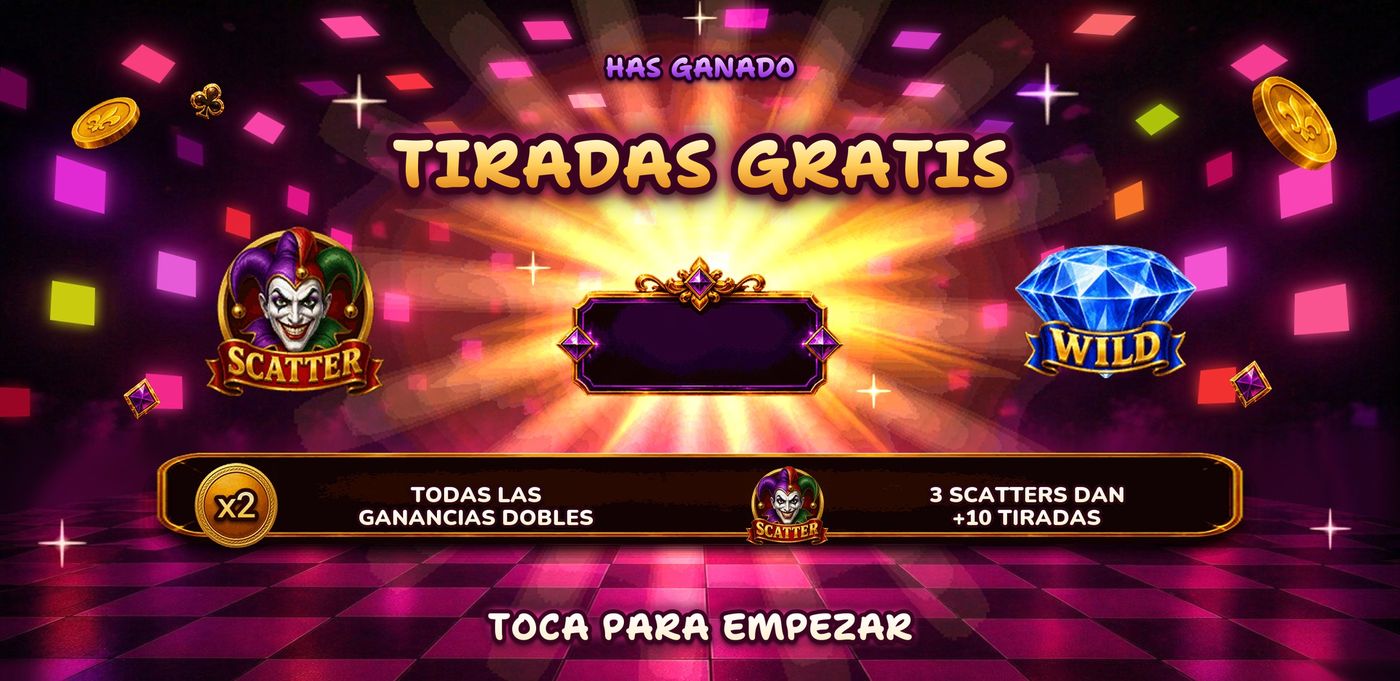 HAS GANADO
TIRADAS GRATIS
SCATTER
WILD
x2
TODAS LAS
GANANCIAS DOBLES
SCATTER
3 SCATTERS DAN
+10 TIRADAS
TOCA PARA EMPEZAR